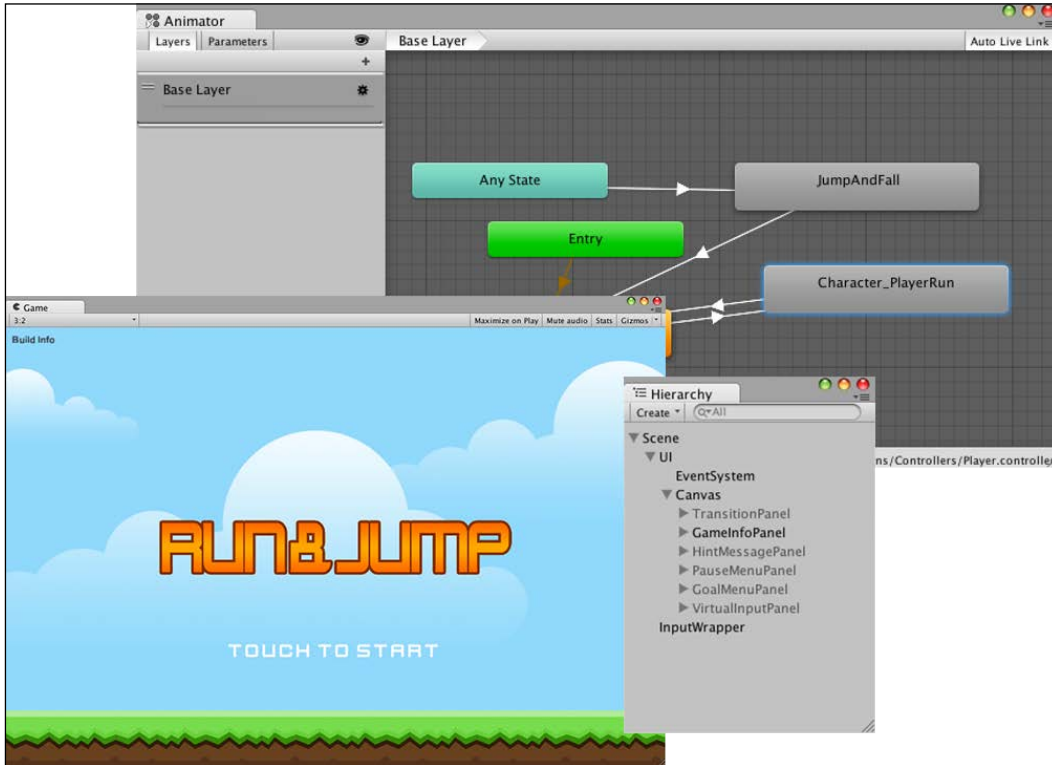 Animator
Layers Parameters
Base Layer
Auto Live Link
+
Base Layer
Any State
JumpAndFall
Entry
Character_PlayerRun
ns/Controllers/Player.controller
Game
3:2
Maximize on Play Mute audio Stats Gizmos
Build Info
RUN&JUMP
TOUCH TO START
Hierarchy
Create
All
Scene
UI
EventSystem
Canvas
TransitionPanel
GameInfoPanel
HintMessagePanel
PauseMenuPanel
GoalMenuPanel
VirtualInputPanel
InputWrapper